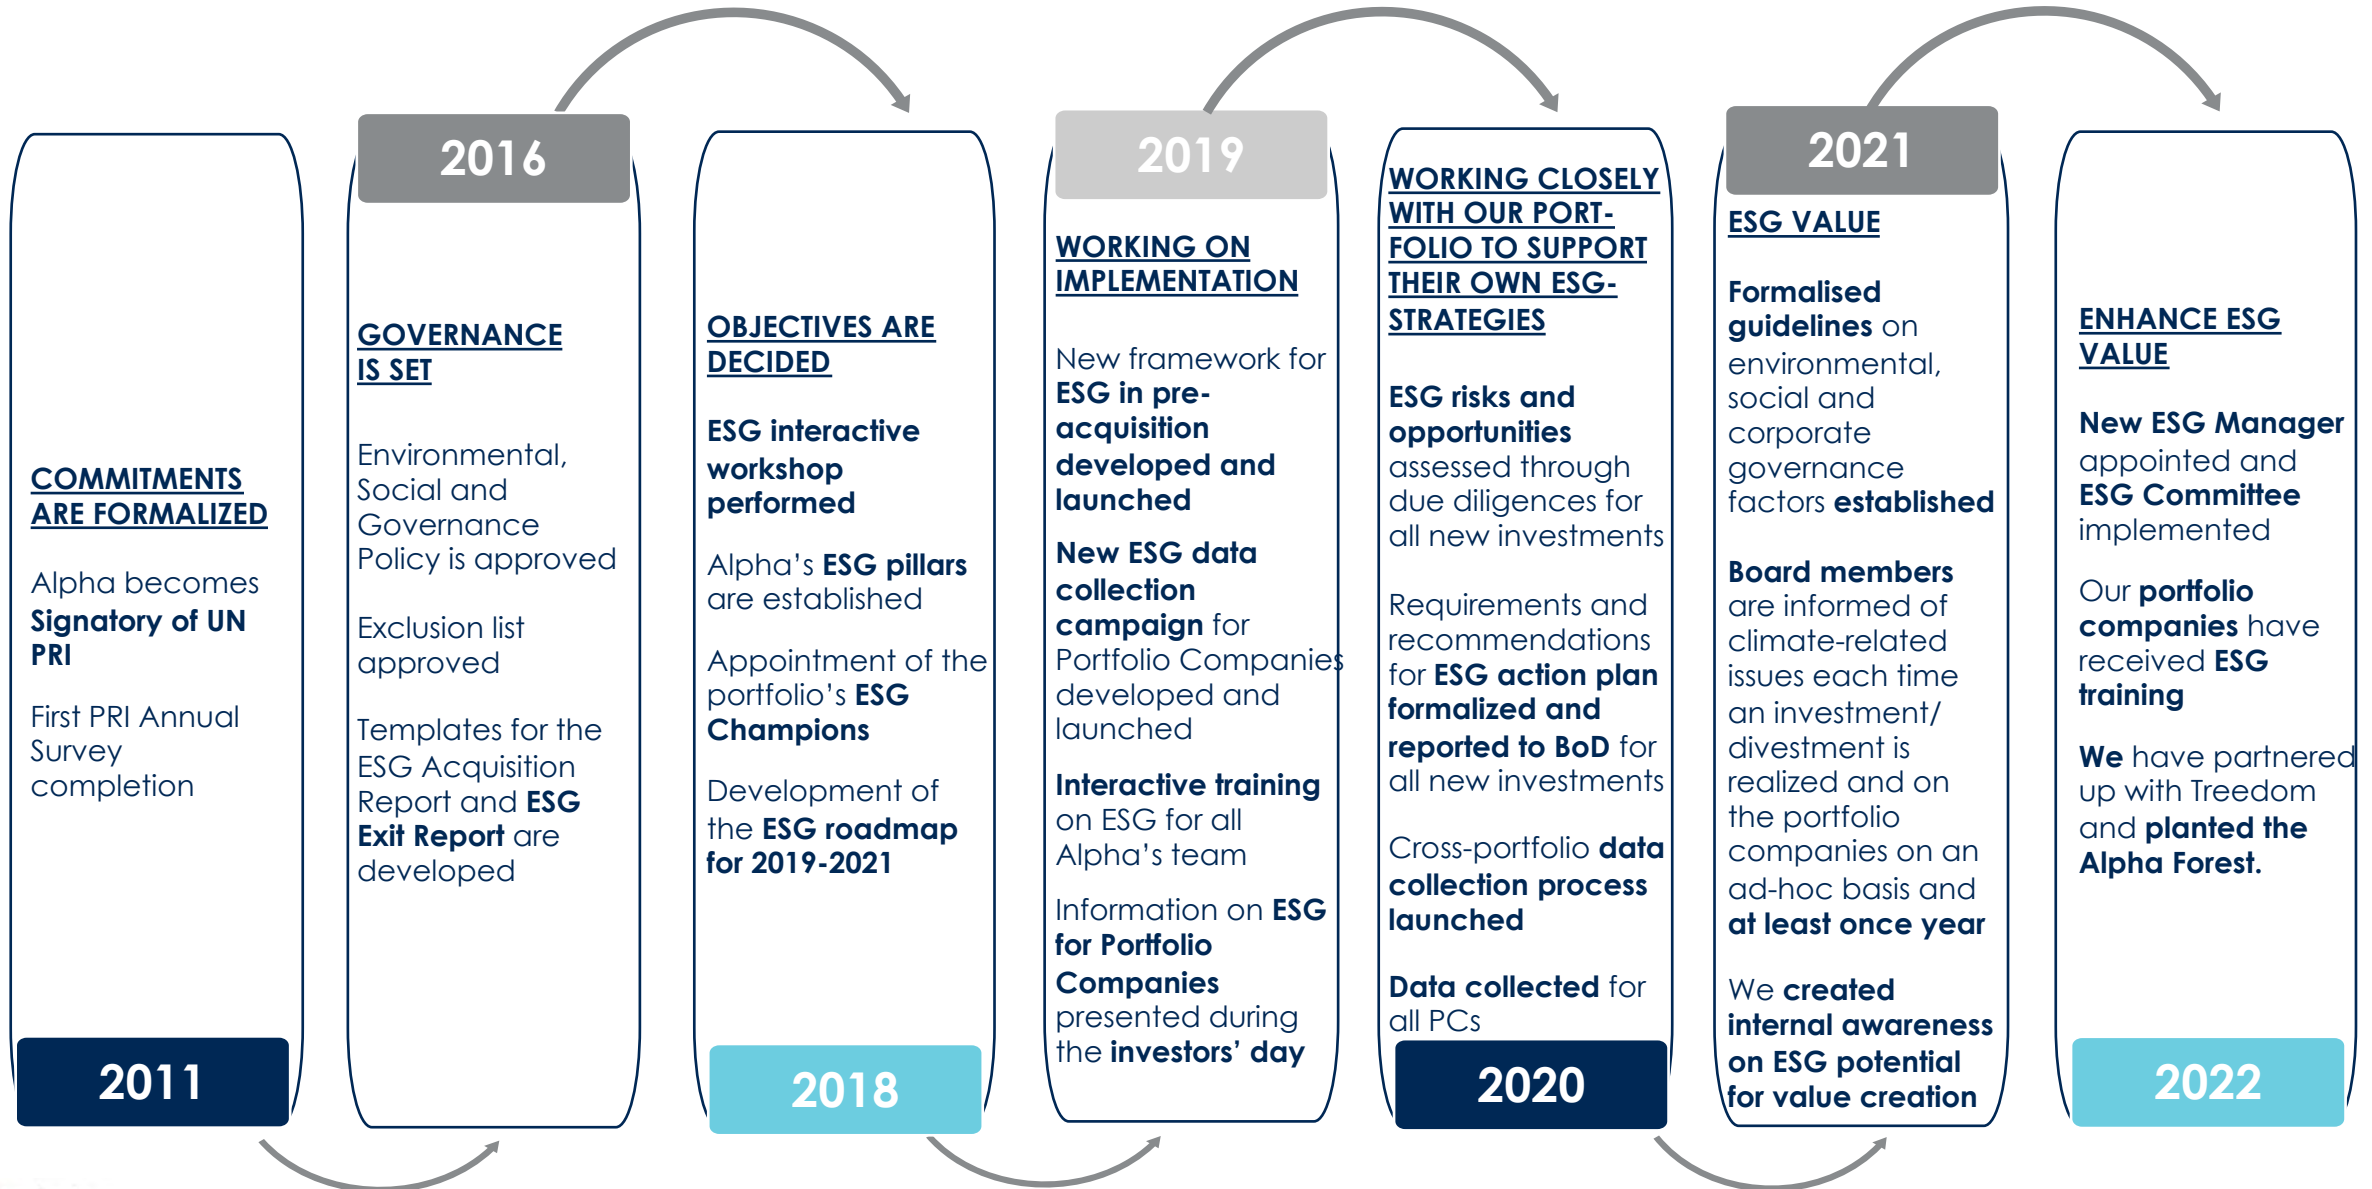 COMMITMENTS
ARE FORMALIZED
Alpha becomes
Signatory of UN
PRI
First PRI Annual
Survey
completion
2011
2016
GOVERNANCE
IS SET
Environmental,
Social and
Governance
Policy is approved
Exclusion list
approved
Templates for the
ESG Acquisition
Report and ESG
Exit Report are
developed
OBJECTIVES ARE
DECIDED
ESG interactive
workshop
performed
Alpha's ESG pillars
are established
Appointment of the
portfolio's ESG
Champions
Development of
the ESG roadmap
for 2019-2021
2018
2019
WORKING ON
IMPLEMENTATION
New framework for
ESG in pre-
acquisition
developed and
launched
New ESG data
collection
campaign for
Portfolio Companies
developed and
launched
Interactive training
on ESG for all
Alpha's team
Information on ESG
for Portfolio
Companies
presented during
the investors' day
WORKING CLOSELY
WITH OUR PORT-
FOLIO TO SUPPORT
THEIR OWN ESG-
STRATEGIES
ESG risks and
opportunities
assessed through
due diligences for
all new investments
Requirements and
recommendations
for ESG action plan
formalized and
reported to BoD for
all new investments
Cross-portfolio data
collection process
launched
Data collected for
all PCs
2020
2021
ESG VALUE
Formalised
guidelines on
environmental,
social and
corporate
governance
factors established
Board members
are informed of
climate-related
issues each time
an investment/
divestment is
realized and on
the portfolio
companies on an
ad-hoc basis and
at least once year
We created
internal awareness
on ESG potential
for value creation
ENHANCE ESG
VALUE
New ESG Manager
appointed and
ESG Committee
implemented
Our portfolio
companies have
received ESG
training
We have partnered
up with Treedom
and planted the
Alpha Forest.
2022